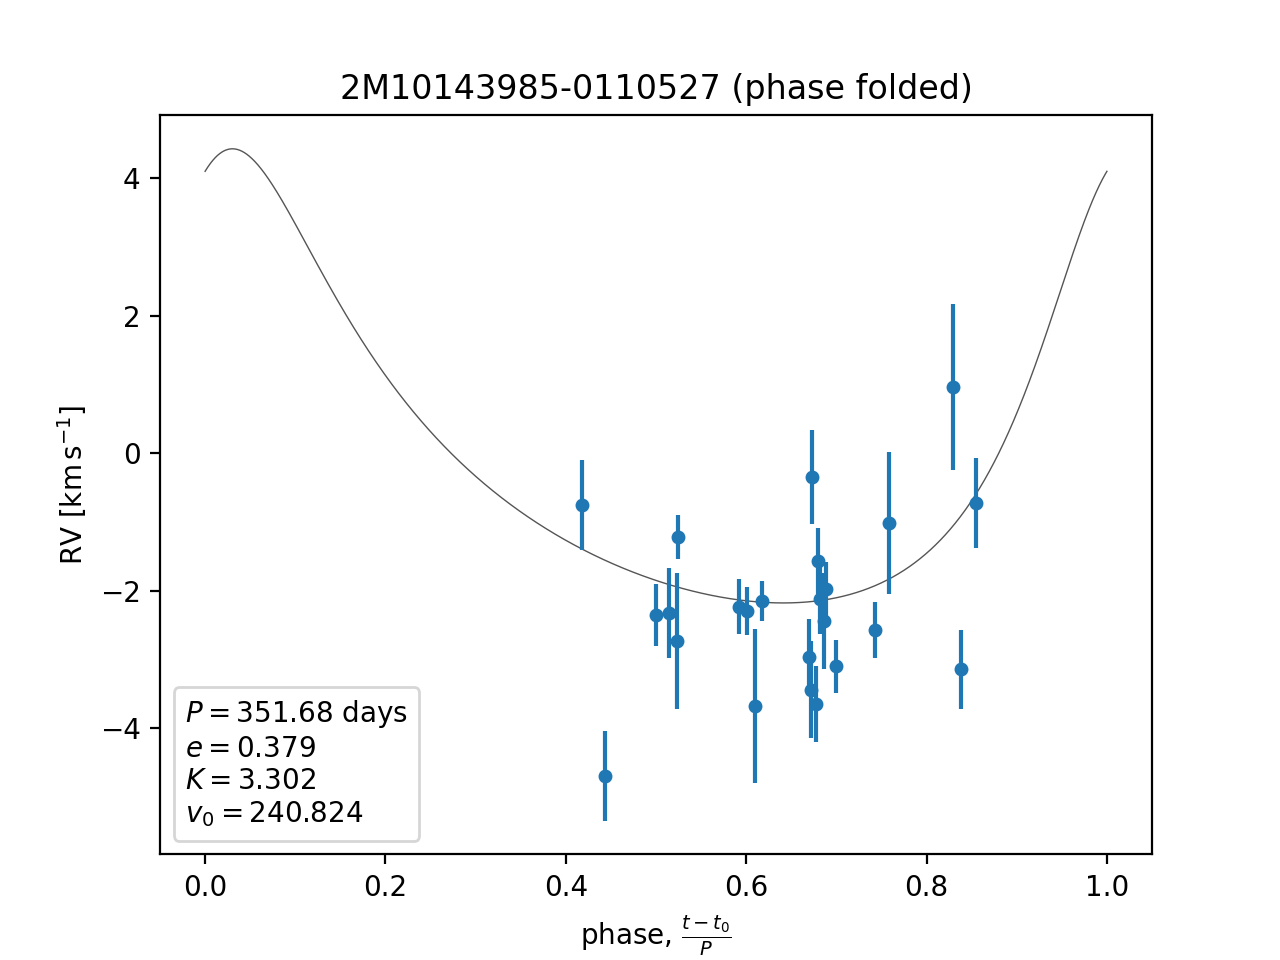 2M10143985-0110527 (phase folded)
RV [km s⁻¹]
4
2
0
−2
−4
P = 351.68 days
e = 0.379
K = 3.302
v₀ = 240.824
0.0 0.2 0.4 0.6 0.8 1.0
phase, (t − t₀)/P